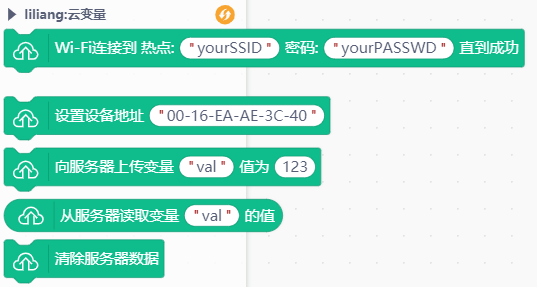 liliang:云变量
Wi-Fi连接到 热点: "yourSSID" 密码: "yourPASSWD" 直到成功
设置设备地址 "00-16-EA-AE-3C-40"
向服务器上传变量 "val" 值为 123
从服务器读取变量 "val" 的值
清除服务器数据